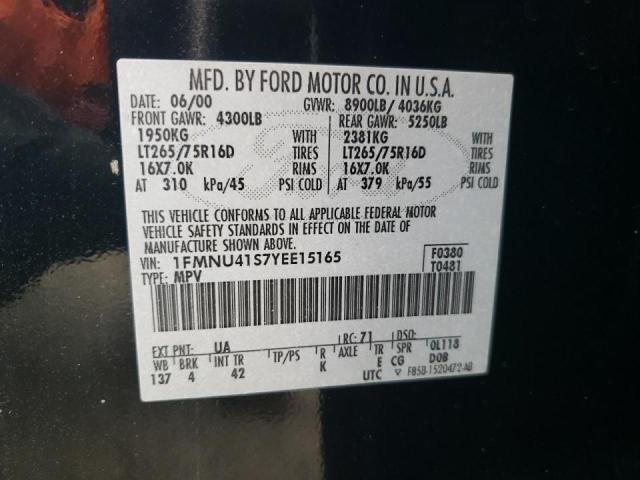 MFD. BY FORD MOTOR CO. IN U.S.A.
DATE: 06/00 GVWR: 8900LB/ 4036KG
FRONT GAWR: 4300LB REAR GAWR: 5250LB
1950KG WITH 2381KG WITH
LT265/75R16D TIRES LT265/75R16D TIRES
16X7.0K RIMS 16X7.0K RIMS
AT 310 kPa/45 PSI COLD AT 379 kPa/55 PSI COLD
THIS VEHICLE CONFORMS TO ALL APPLICABLE FEDERAL MOTOR
VEHICLE SAFETY STANDARDS IN EFFECT ON THE DATE OF
MANUFACTURE SHOWN ABOVE.
VIN: 1FMNU41S7YEE15165 F0380
TYPE: MPV T0481
EXT PNT: UA RC: 71 DSO:
WB BRK INT TR TP/PS R AXLE TR SPR 0L118
137 4 42 K E CG D0B
UTC F85B-1520472-AB